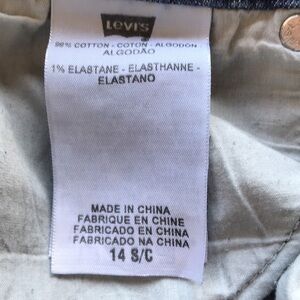 LEVI'S
99% COTTON - COTON - ALGODON
ALGODÃO
1% ELASTANE - ELASTHANNE -
ELASTANO
MADE IN CHINA
FABRIQUE EN CHINE
FABRICADO EN CHINA
FABRICADO NA CHINA
14 S/C